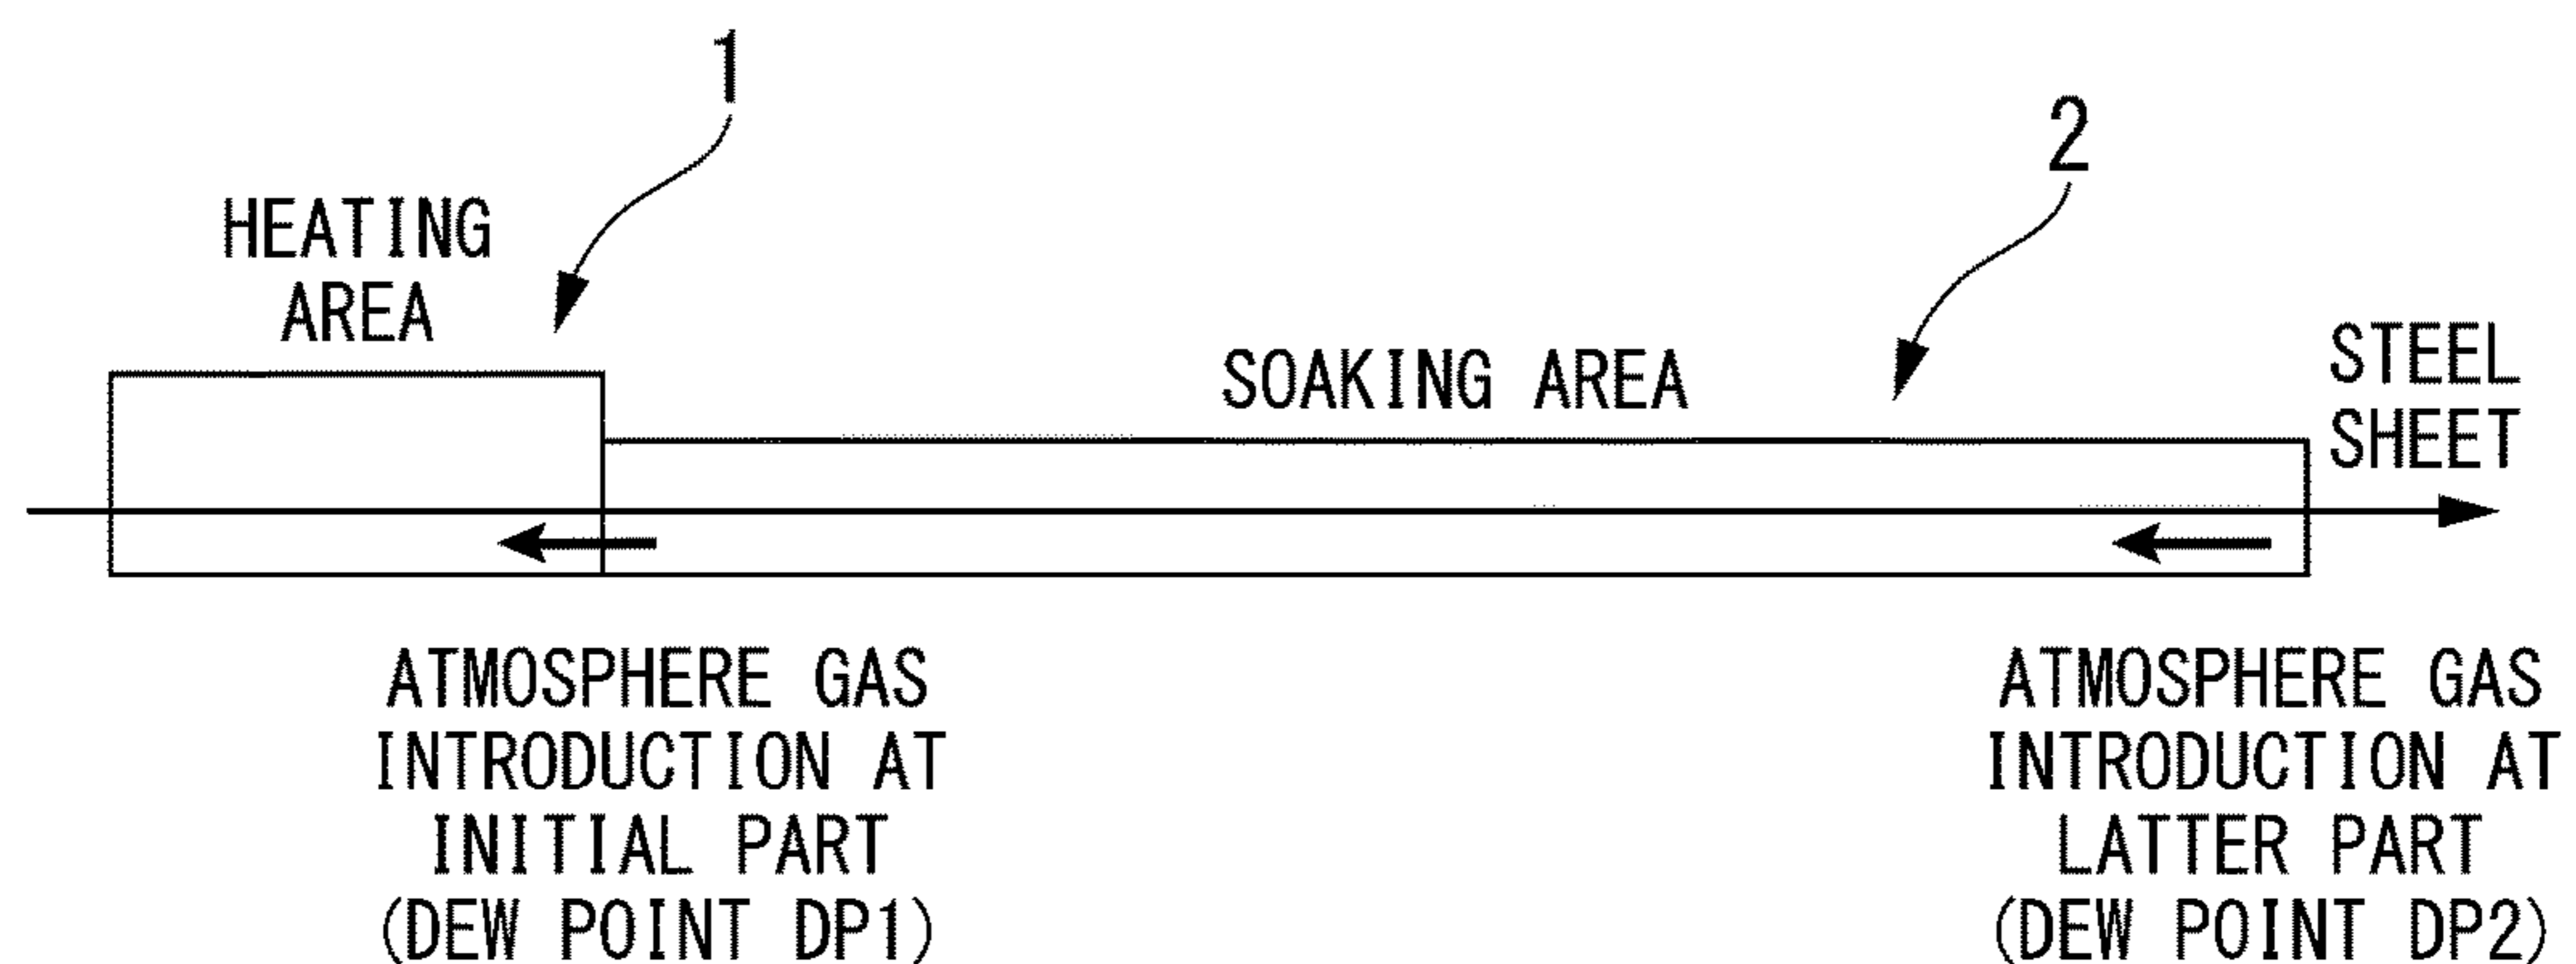 1
2
HEATING
AREA
SOAKING AREA
STEEL
SHEET
ATMOSPHERE GAS
INTRODUCTION AT
INITIAL PART
(DEW POINT DP1)
ATMOSPHERE GAS
INTRODUCTION AT
LATTER PART
(DEW POINT DP2)